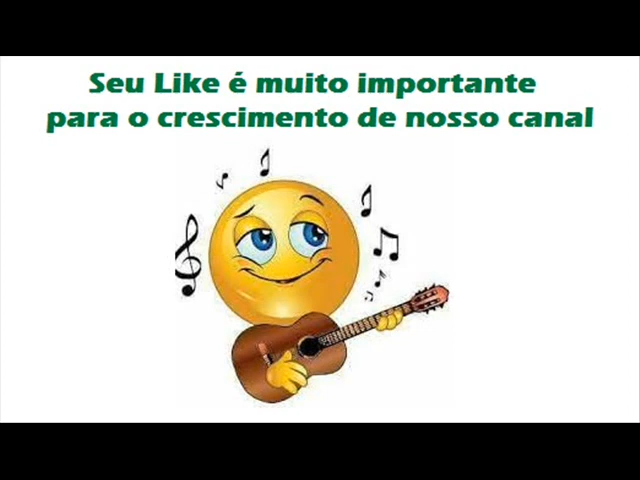 Seu Like é muito importante
para o crescimento de nosso canal